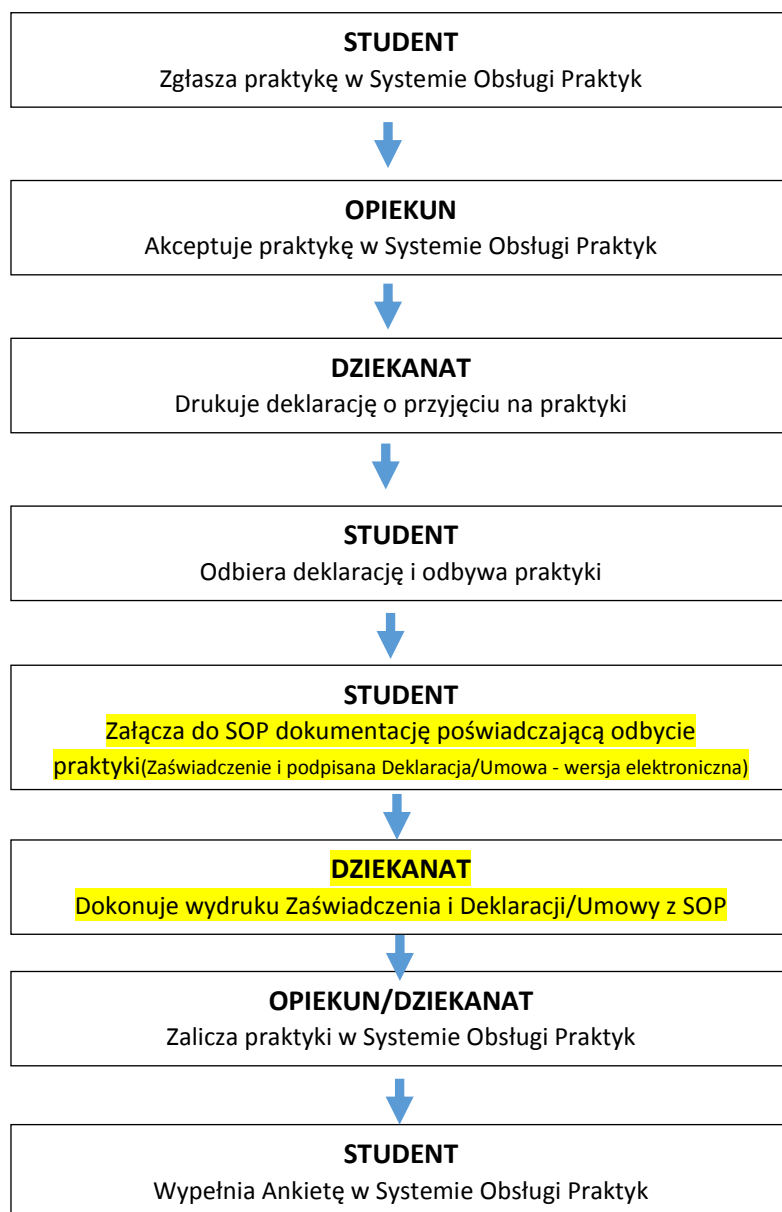 STUDENT
Zgłasza praktykę w Systemie Obsługi Praktyk
OPIEKUN
Akceptuje praktykę w Systemie Obsługi Praktyk
DZIEKANAT
Drukuje deklarację o przyjęciu na praktyki
STUDENT
Odbiera deklarację i odbywa praktyki
STUDENT
Załącza do SOP dokumentację poświadczającą odbycie
praktyki(Zaświadczenie i podpisana Deklaracja/Umowa - wersja elektroniczna)
DZIEKANAT
Dokonuje wydruku Zaświadczenia i Deklaracji/Umowy z SOP
OPIEKUN/DZIEKANAT
Zalicza praktyki w Systemie Obsługi Praktyk
STUDENT
Wypełnia Ankietę w Systemie Obsługi Praktyk